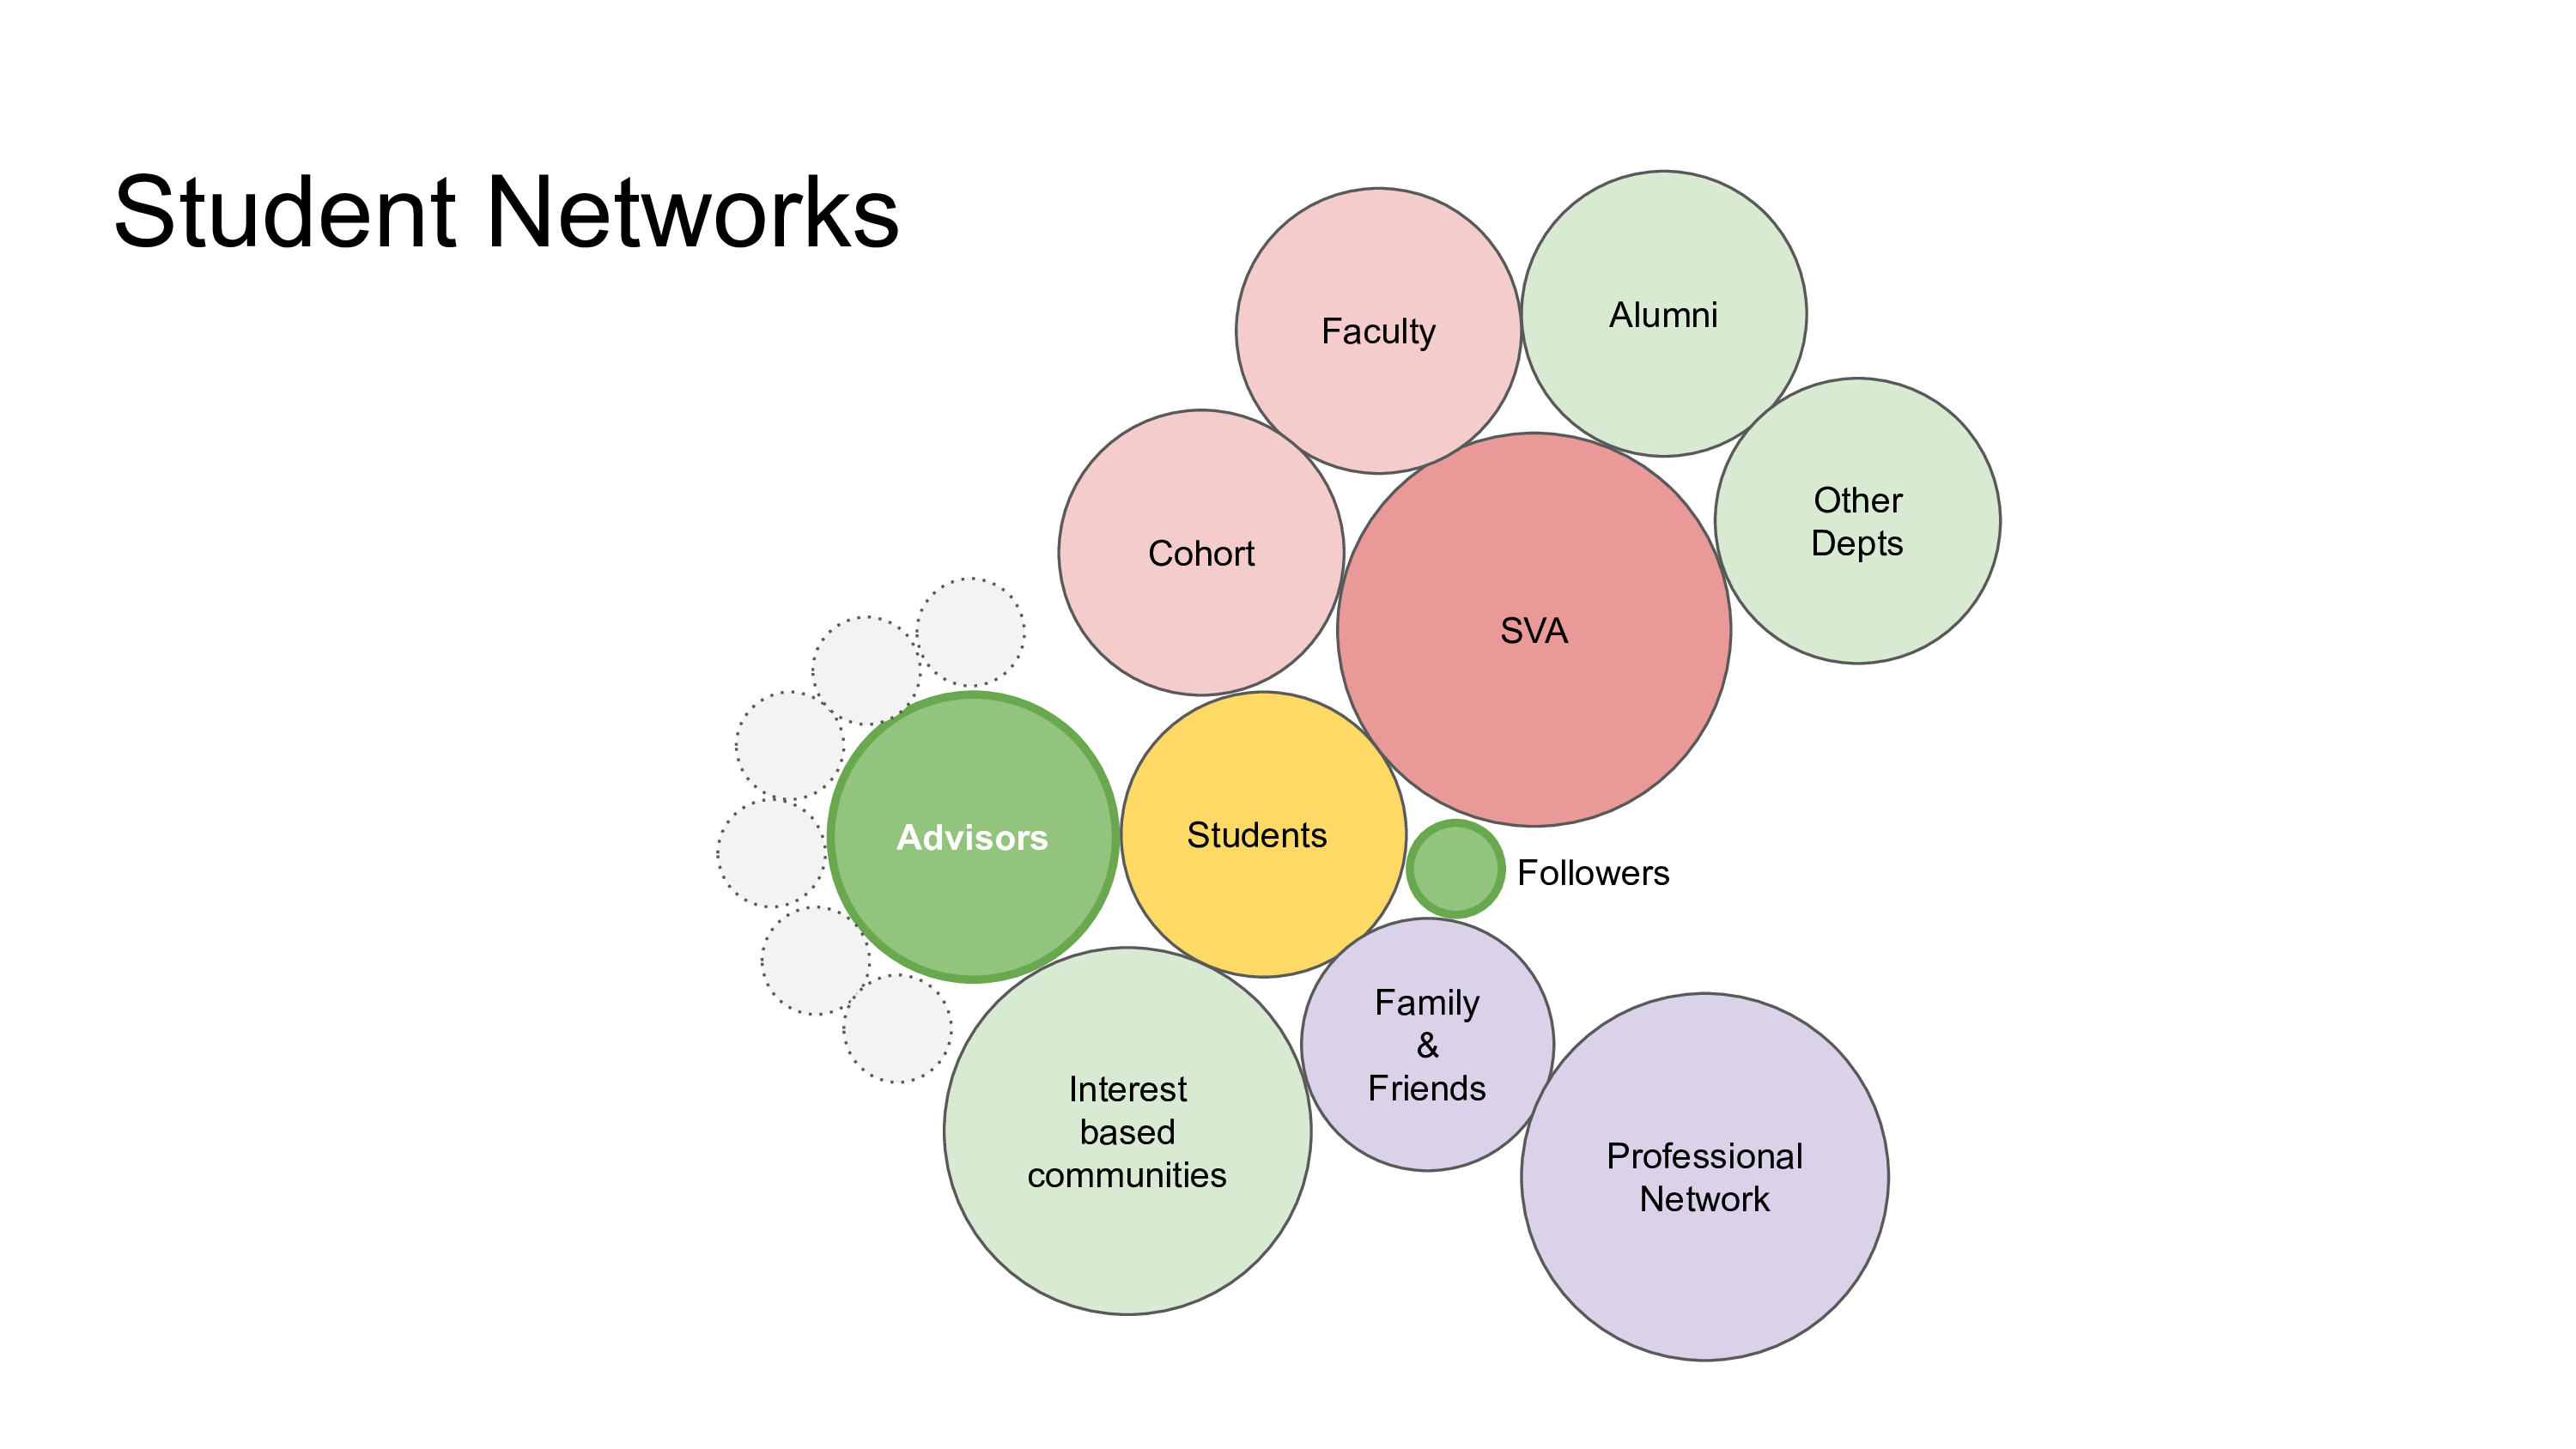 Student Networks
Faculty
Alumni
Other
Depts
Cohort
SVA
Advisors
Students
Followers
Interest
based
communities
Family
&
Friends
Professional
Network